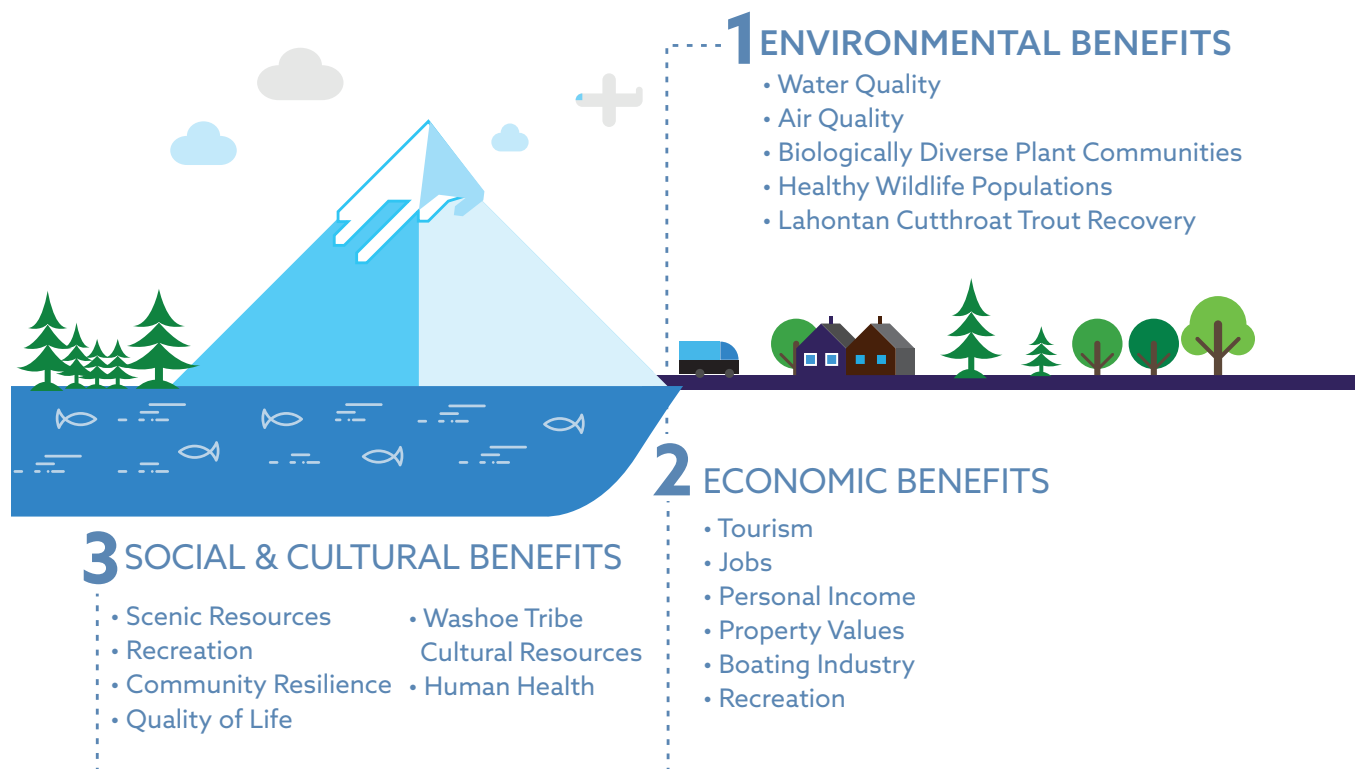 1 ENVIRONMENTAL BENEFITS
• Water Quality
• Air Quality
• Biologically Diverse Plant Communities
• Healthy Wildlife Populations
• Lahontan Cutthroat Trout Recovery
2 ECONOMIC BENEFITS
• Tourism
• Jobs
• Personal Income
• Property Values
• Boating Industry
• Recreation
3 SOCIAL & CULTURAL BENEFITS
• Scenic Resources
• Recreation
• Community Resilience
• Quality of Life
• Washoe Tribe
Cultural Resources
• Human Health